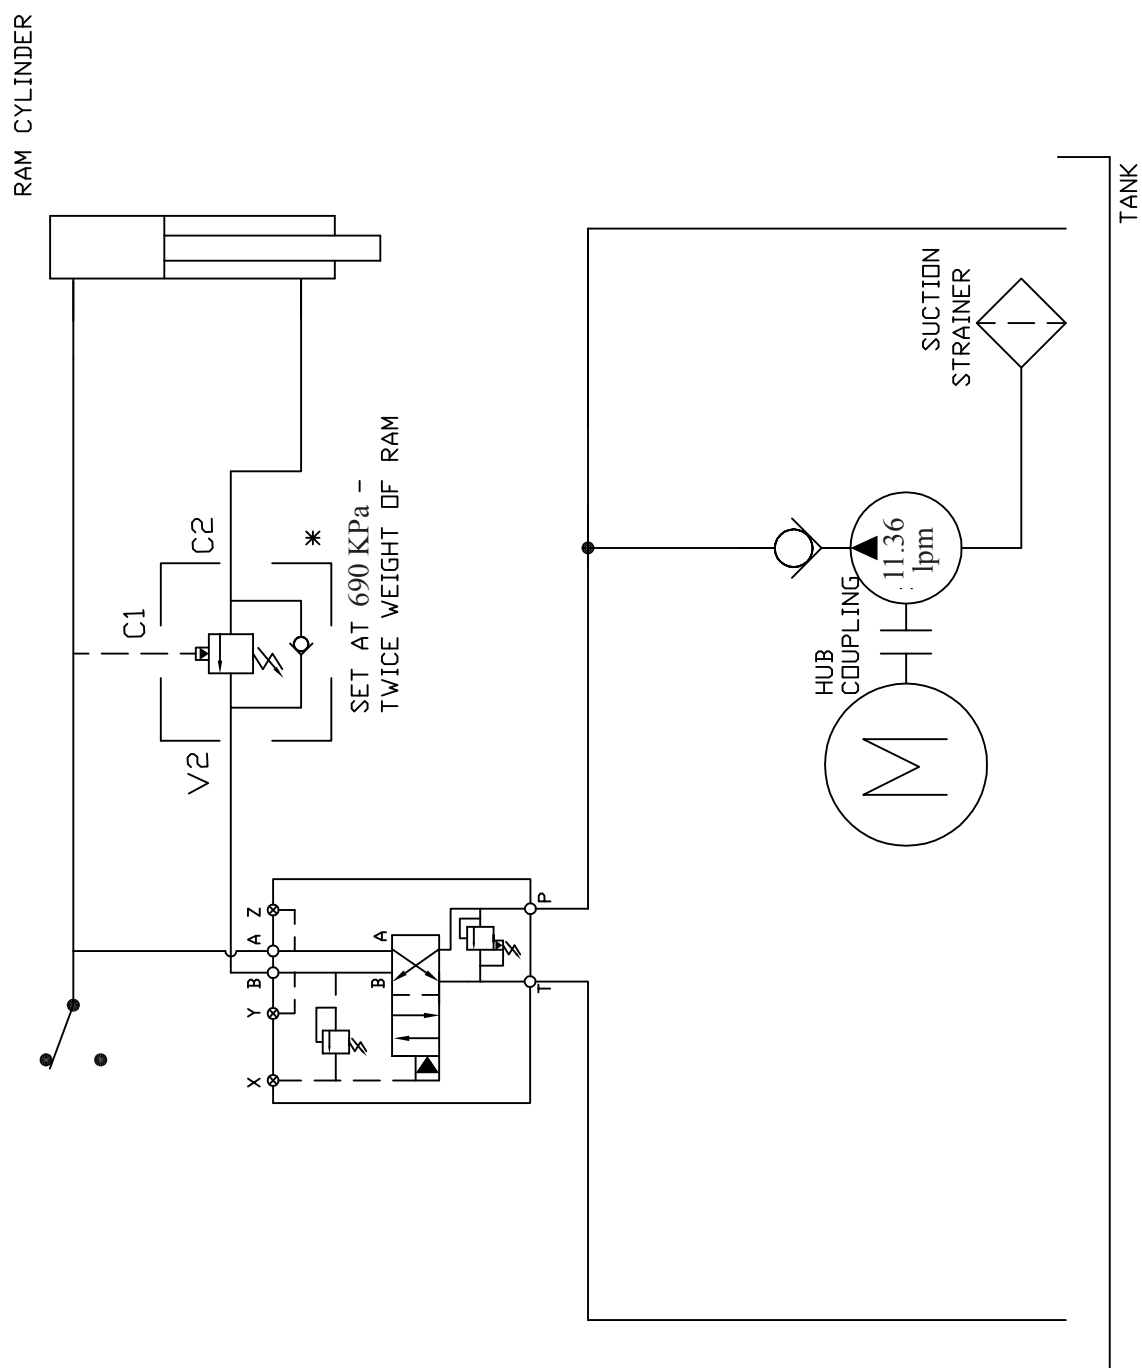 RAM CYLINDER
TANK
SUCTION
STRAINER
C2
*
SET AT 690 KPa -
TWICE WEIGHT OF RAM
C1
V2
11.36
lpm
HUB
COUPLING
M
Z
A
B
Y
X
A
B
P
T